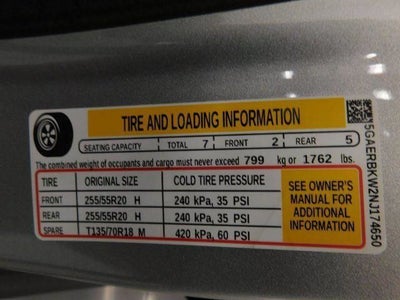 TIRE AND LOADING INFORMATION
SEATING CAPACITY TOTAL 7 FRONT 2 REAR 5
The combined weight of occupants and cargo must never exceed 799 kg or 1762 lbs.
TIRE ORIGINAL SIZE COLD TIRE PRESSURE
FRONT 255/55R20 H 240 kPa, 35 PSI
REAR 255/55R20 H 240 kPa, 35 PSI
SPARE T135/70R18 M 420 kPa, 60 PSI
SEE OWNER'S
MANUAL FOR
ADDITIONAL
INFORMATION
5GAERBKW2NJ174650